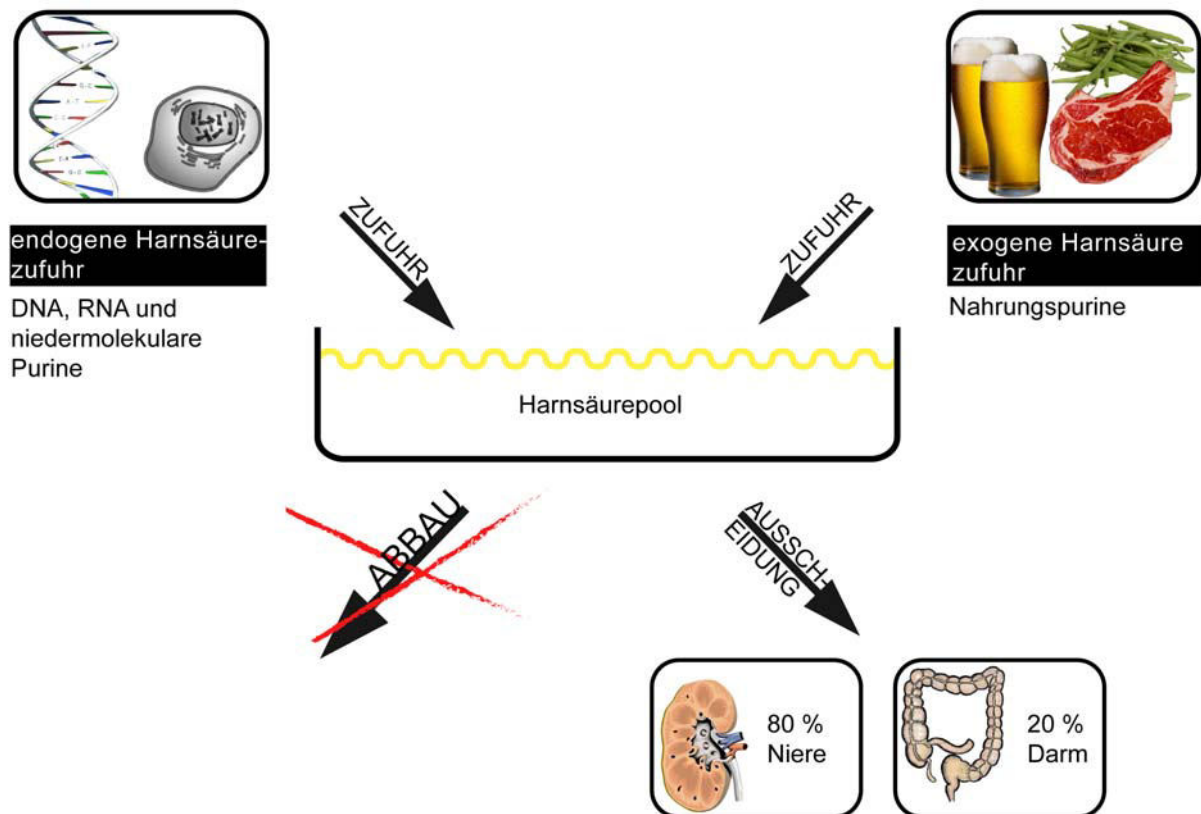 endogene Harnsäure-
zufuhr
DNA, RNA und
niedermolekulare
Purine
ZUFUHR
ZUFUHR
exogene Harnsäure
zufuhr
Nahrungspurine
Harnsäurepool
ABBAU
AUSSCH-
EIDUNG
80 %
Niere
20 %
Darm